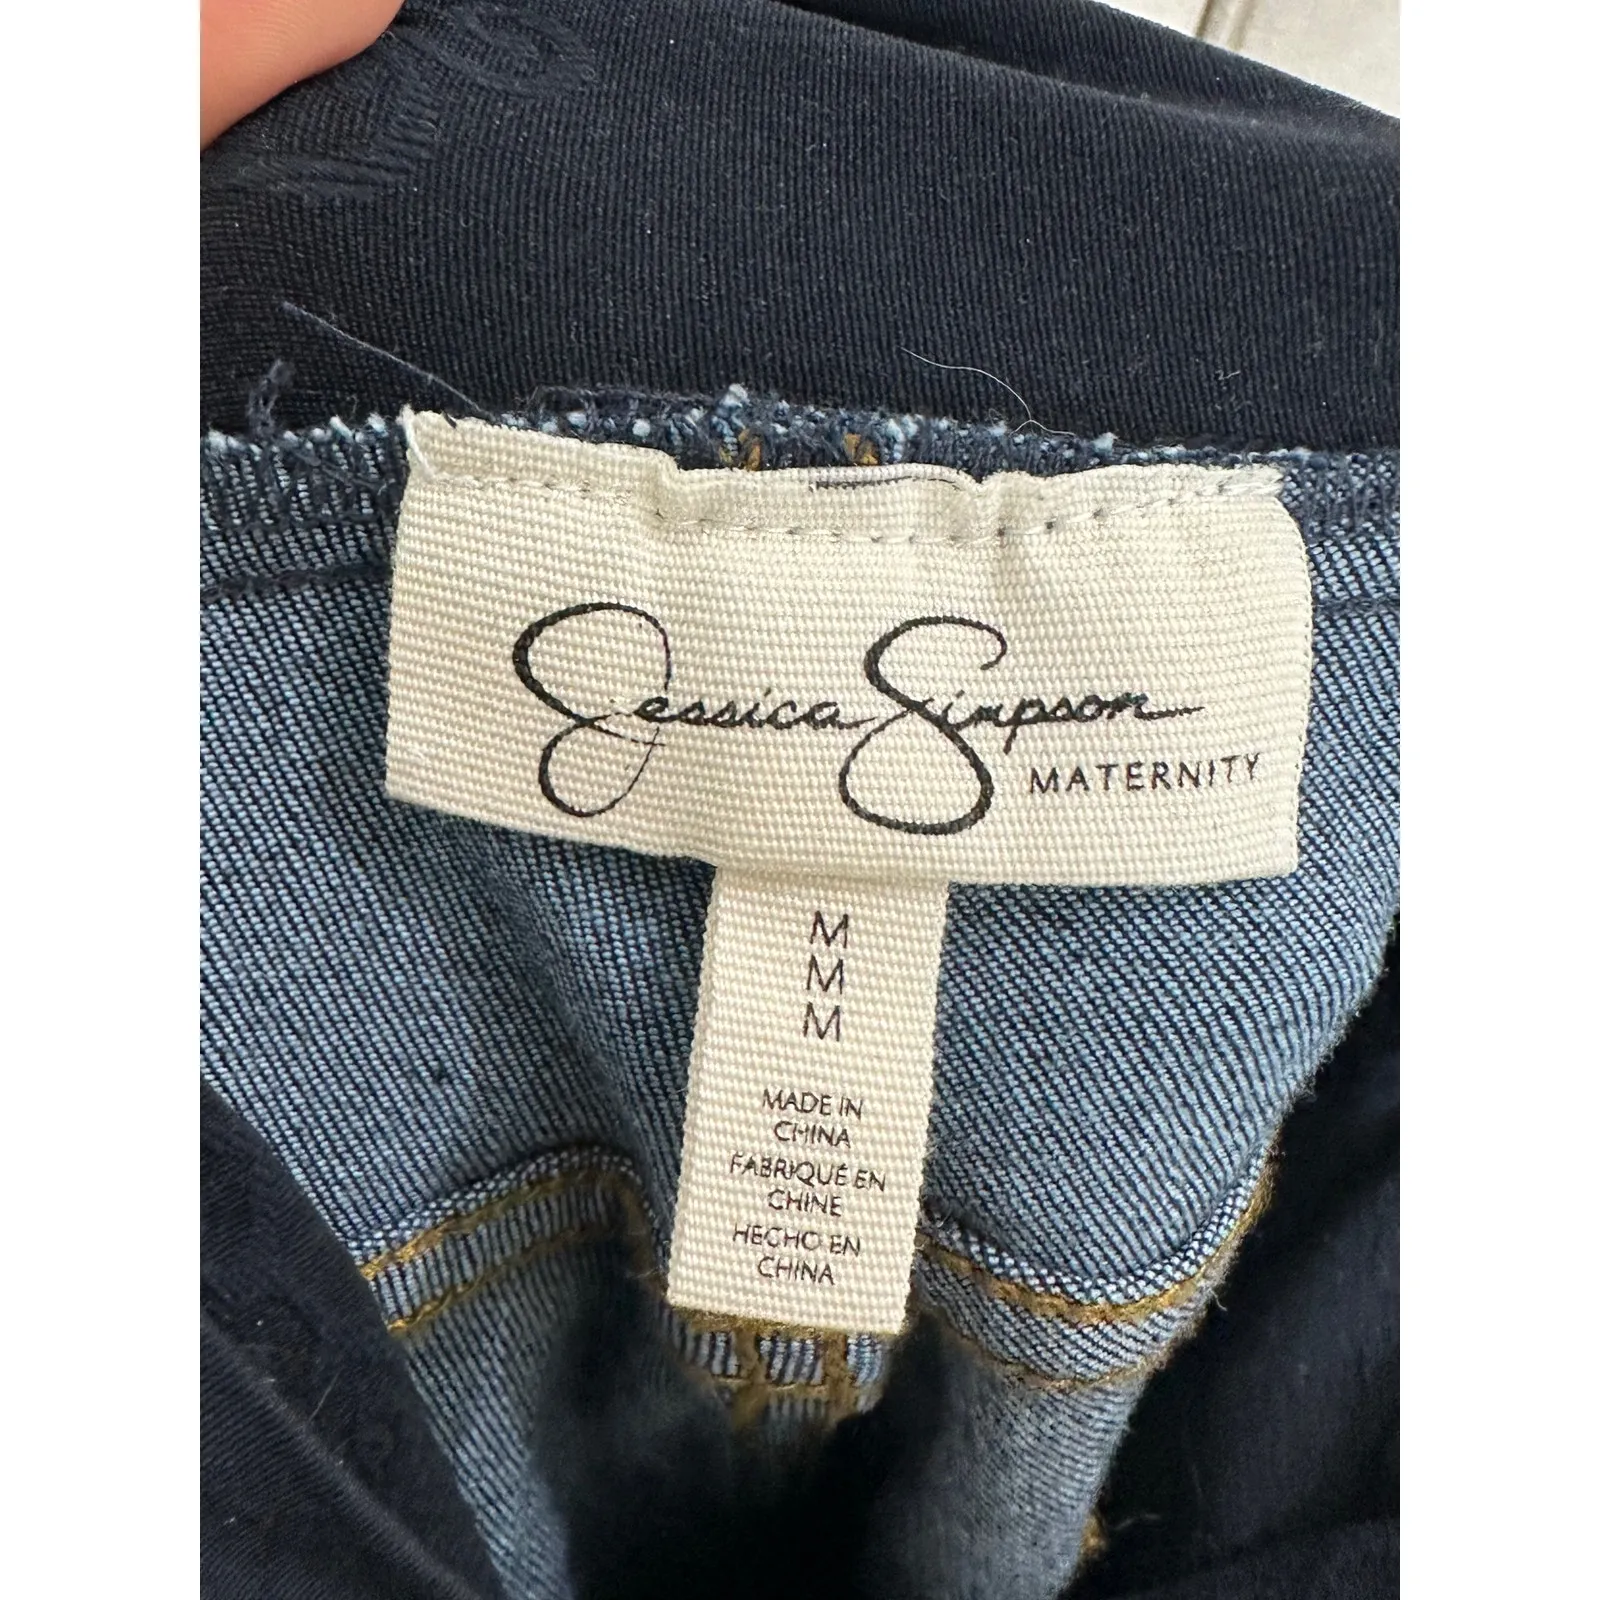 Jessica Simpson
MATERNITY
M
M
M
MADE IN
CHINA
FABRIQUÉ EN
CHINE
HECHO EN
CHINA